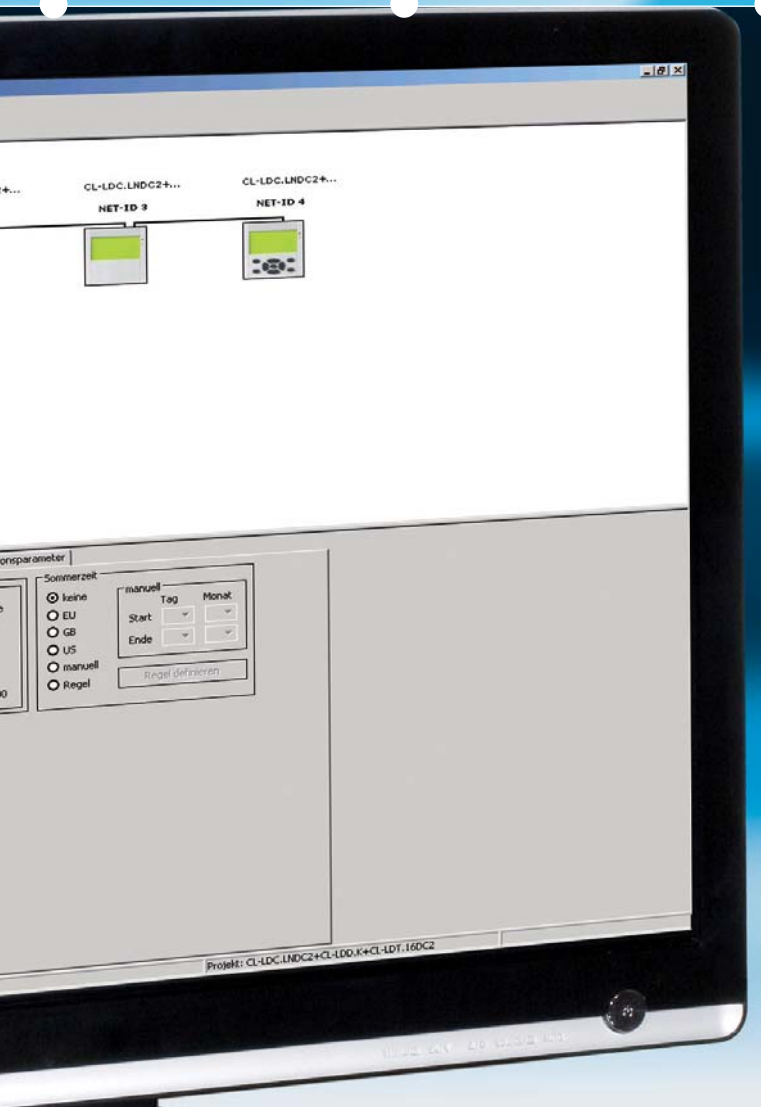 CL-LDC.LNDC2+...
CL-LDC.LNDC2+...
NET-ID 3
NET-ID 4
Sommerzeit
keine
EU
GB
US
manuell
Regel
manuell
Tag
Monat
Start
Ende
Regel definieren
Projekt: CL-LDC.LNDC2+CL-LDD.K+CL-LDT.16DC2